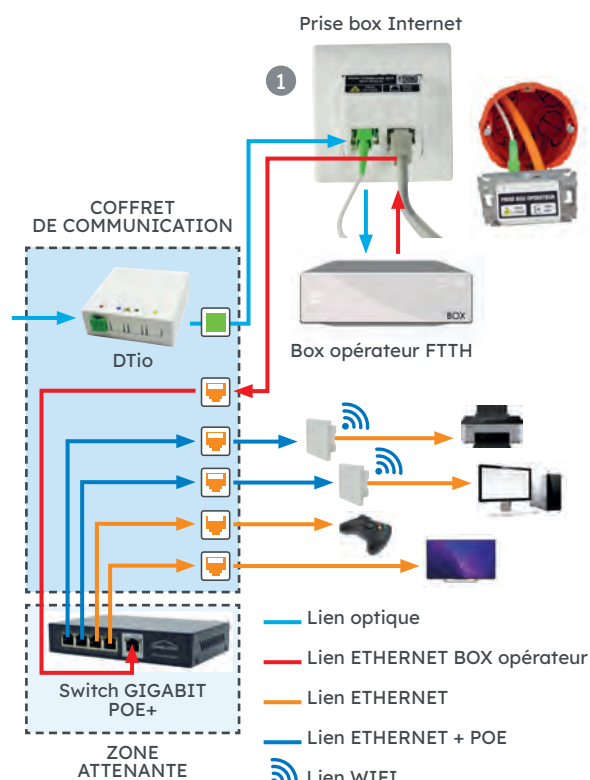 Prise box Internet
1
PRISE BOX OPERATEUR
COFFRET
DE COMMUNICATION
DTio
BOX
Box opérateur FTTH
Switch GIGABIT
POE+
ZONE
ATTENANTE
Lien optique
Lien ETHERNET BOX opérateur
Lien ETHERNET
Lien ETHERNET + POE
Lien WIFI